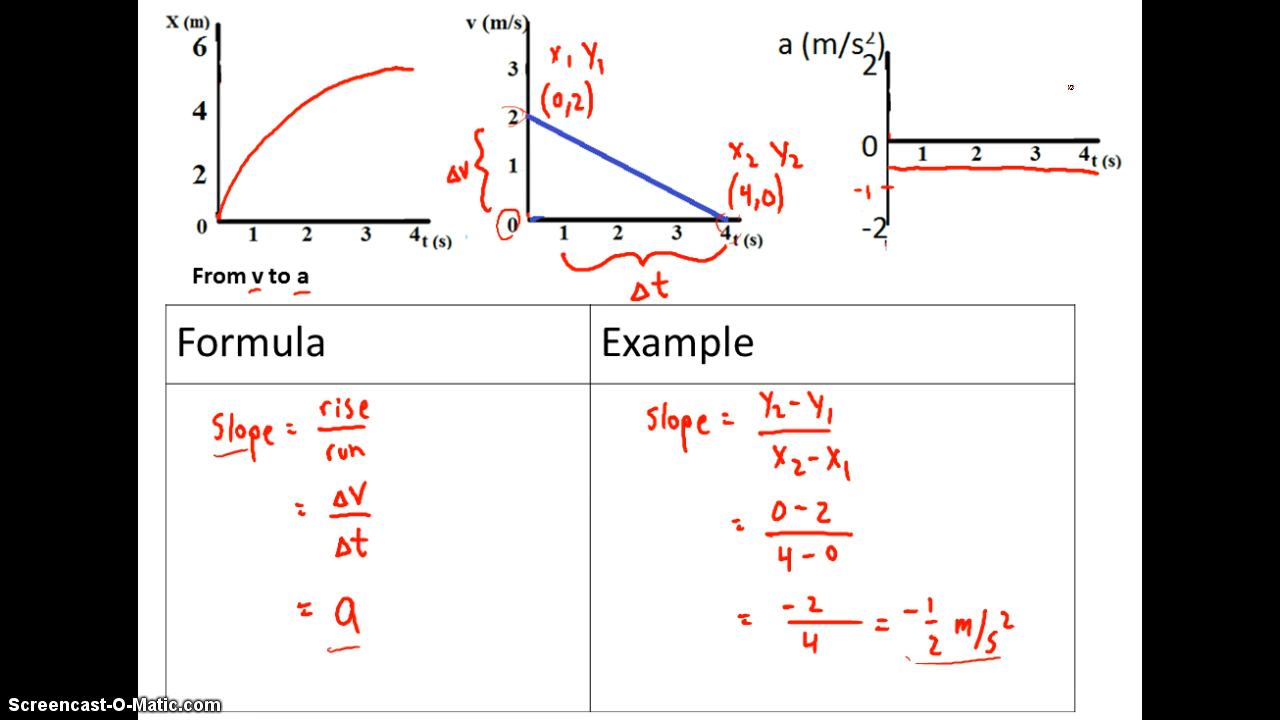 X (m)
6
4
2
0
1 2 3 4 t (s)
v (m/s)
3
2
1
0
1 2 3 4 t (s)
x1 y1
(0,2)
x2 y2
(4,0)
Δv
Δt
a (m/s²)
2
0
-1
-2
1 2 3 4 t (s)
From v to a
Formula
Example
Slope = rise
run
= Δv
Δt
= a
Slope = y2 - y1
x2 - x1
= 0 - 2
4 - 0
= -2
4
= -1
2
m/s²
Screencast-O-Matic.com